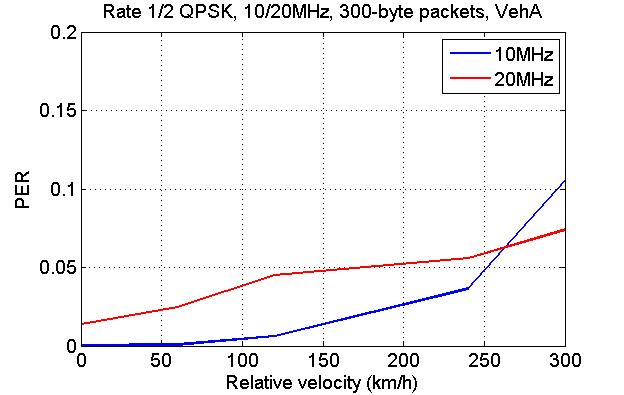 Rate 1/2 QPSK, 10/20MHz, 300-byte packets, VehA
0.2
0.15
0.1
0.05
0
PER
10MHz
20MHz
0 50 100 150 200 250 300
Relative velocity (km/h)